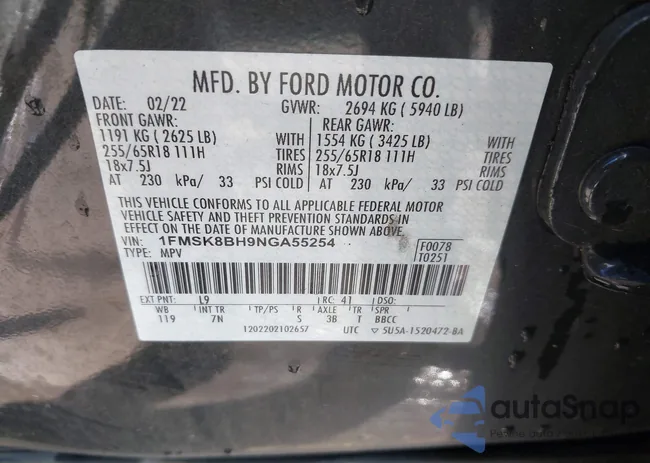 MFD. BY FORD MOTOR CO.
DATE: 02/22 GVWR: 2694 KG ( 5940 LB)
FRONT GAWR: REAR GAWR:
1191 KG ( 2625 LB) WITH 1554 KG ( 3425 LB) WITH
255/65R18 111H TIRES 255/65R18 111H TIRES
18x7.5J RIMS 18x7.5J RIMS
AT 230 kPa/ 33 PSI COLD AT 230 kPa/ 33 PSI COLD
THIS VEHICLE CONFORMS TO ALL APPLICABLE FEDERAL MOTOR
VEHICLE SAFETY AND THEFT PREVENTION STANDARDS IN
EFFECT ON THE DATE OF MANUFACTURE SHOWN ABOVE.
VIN: 1FMSK8BH9NGA55254 F0078
TYPE: MPV T0251
EXT PNT: L9 RC: 41 DSO:
WB INT TR TP/PS R AXLE TR SPR
119 7N S 3B T BBCC
1202202102657 UTC 5U5A-1520472-BA
autoSnap